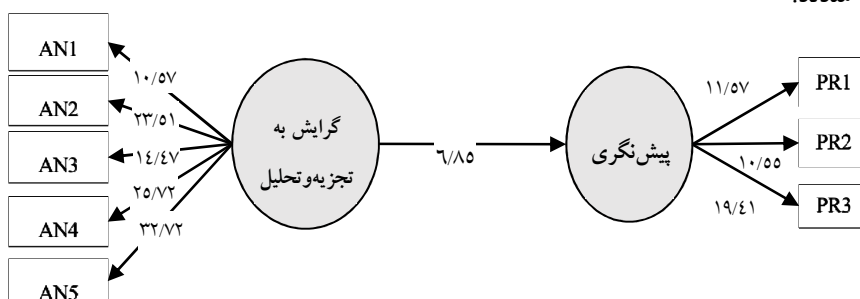 AN1
AN2
AN3
AN4
AN5
۱۰/۵۷
۲۳/۵۱
۱۴/۴۷
۲۵/۷۲
۳۲/۷۲
گرایش به
تجزیه‌وتحلیل
۶/۸۵
پیش‌نگری
۱۱/۵۷
۱۰/۵۵
۱۹/۴۱
PR1
PR2
PR3